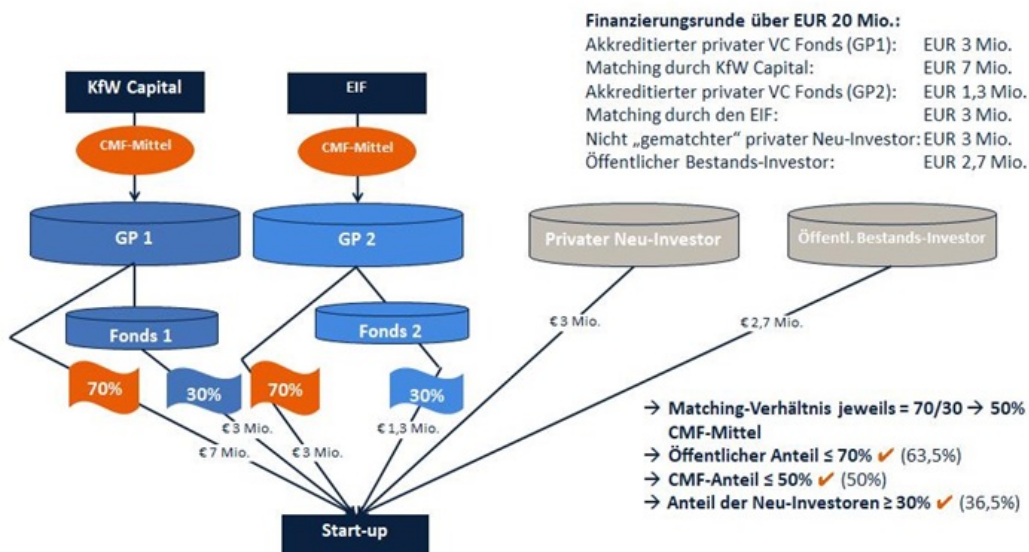 Finanzierungsrunde über EUR 20 Mio.:
Akkreditierter privater VC Fonds (GP1): EUR 3 Mio.
Matching durch KfW Capital: EUR 7 Mio.
Akkreditierter privater VC Fonds (GP2): EUR 1,3 Mio.
Matching durch den EIF: EUR 3 Mio.
Nicht „gematchter“ privater Neu-Investor: EUR 3 Mio.
Öffentlicher Bestands-Investor: EUR 2,7 Mio.
KfW Capital
EIF
CMF-Mittel
CMF-Mittel
GP 1
GP 2
Privater Neu-Investor
Öffentl. Bestands-Investor
Fonds 1
Fonds 2
€ 3 Mio.
€ 2,7 Mio.
70%
30%
70%
30%
€ 3 Mio.
€ 1,3 Mio.
€ 7 Mio.
€ 3 Mio.
→ Matching-Verhältnis jeweils = 70/30 → 50%
CMF-Mittel
→ Öffentlicher Anteil ≤ 70% ✔ (63,5%)
→ CMF-Anteil ≤ 50% ✔ (50%)
→ Anteil der Neu-Investoren ≥ 30% ✔ (36,5%)
Start-up